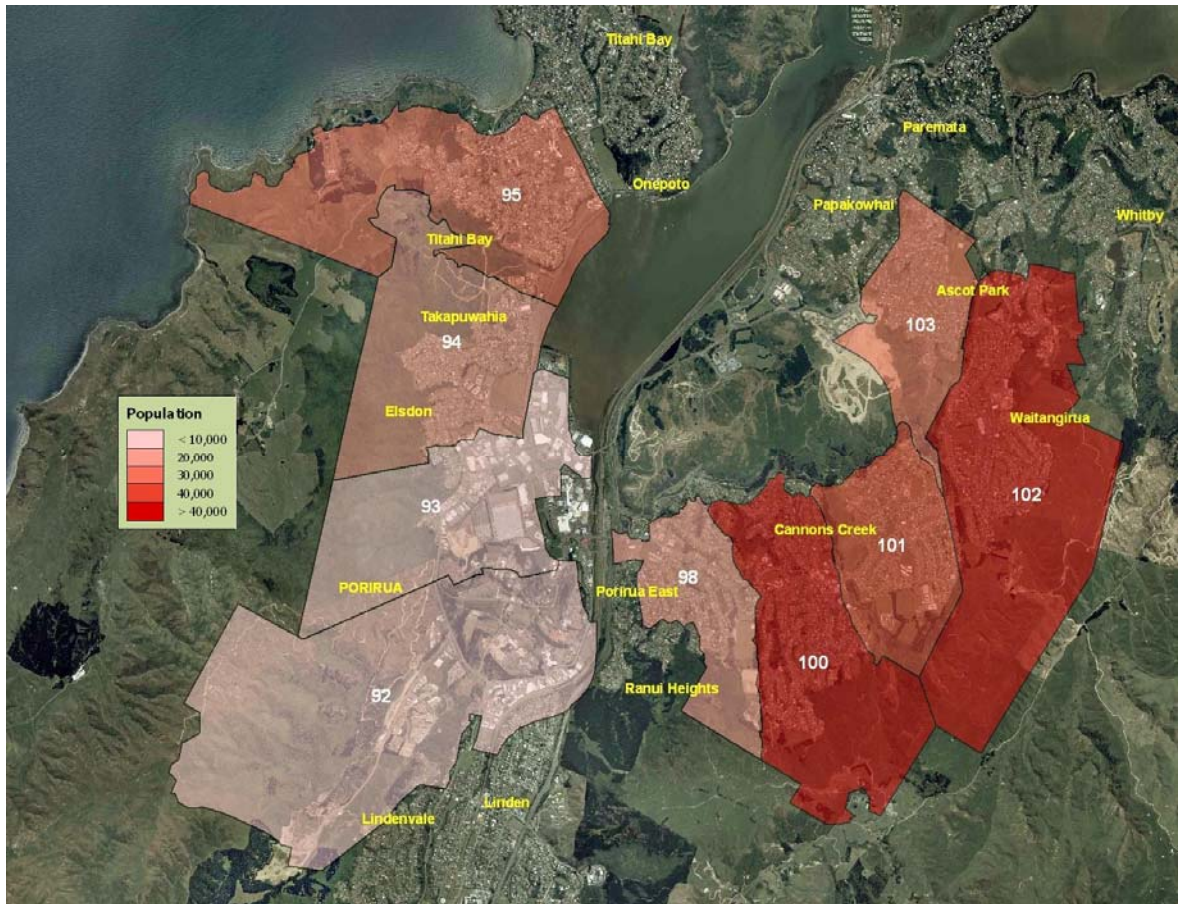 Titahi Bay
Paremata
Onepoto
95
Papakowhai
Whitby
Titahi Bay
Ascot Park
Takapuwahia
103
94
Elsdon
Waitangirua
Population
< 10,000
20,000
30,000
40,000
> 40,000
102
93
Cannons Creek
101
98
PORIRUA
Porirua East
100
92
Ranui Heights
Linden
Lindenvale